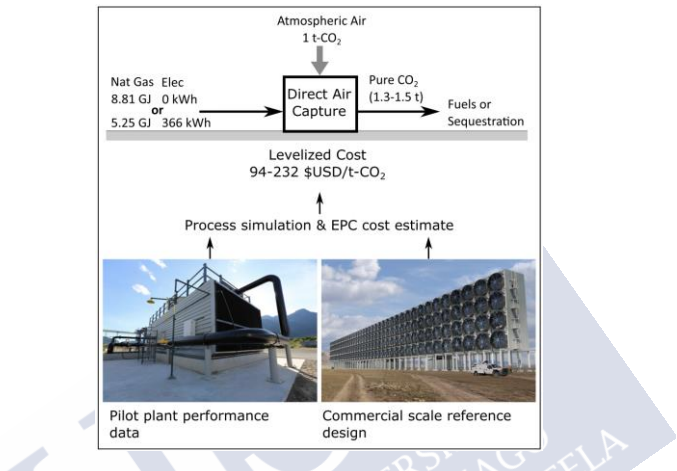 Atmospheric Air
1 t-CO₂
Nat Gas Elec
8.81 GJ 0 kWh
or
5.25 GJ 366 kWh
Direct Air
Capture
Pure CO₂
(1.3-1.5 t)
Fuels or
Sequestration
Levelized Cost
94-232 $USD/t-CO₂
Process simulation & EPC cost estimate
Pilot plant performance
data
Commercial scale reference
design